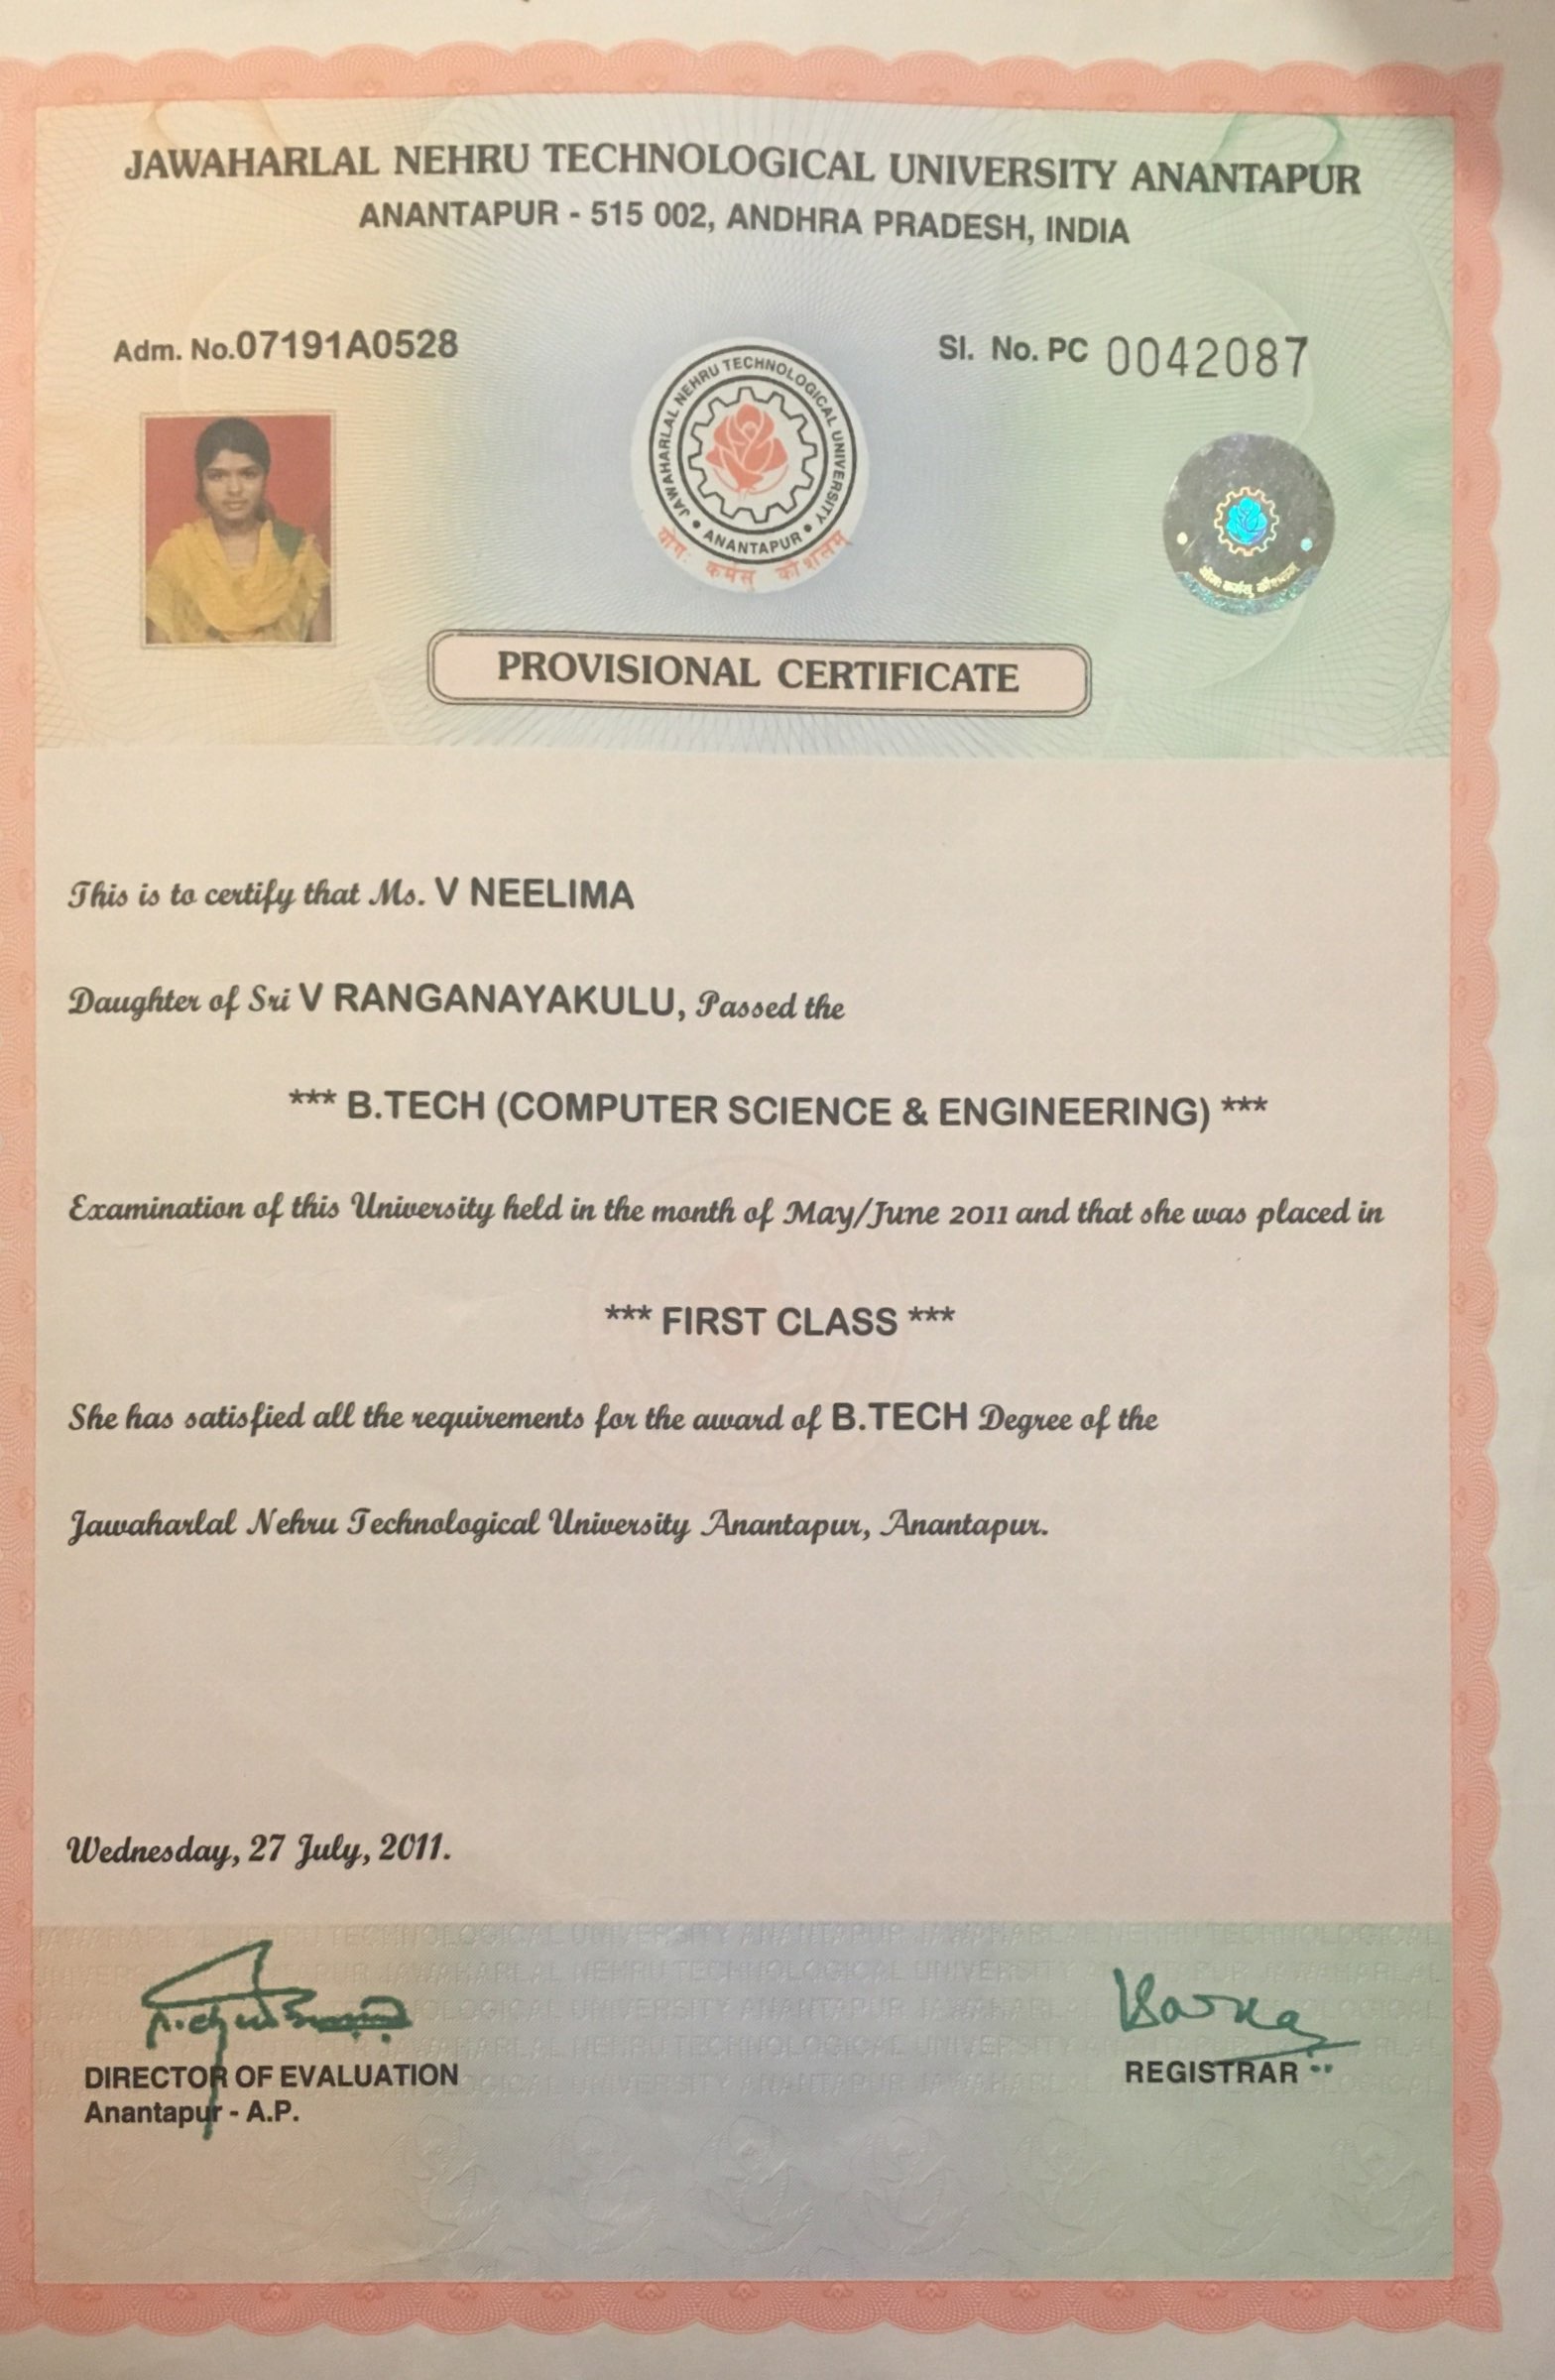 JAWAHARLAL NEHRU TECHNOLOGICAL UNIVERSITY ANANTAPUR
ANANTAPUR - 515 002, ANDHRA PRADESH, INDIA
Adm. No.07191A0528
Sl. No. PC 0042087
JAWAHARLAL NEHRU TECHNOLOGICAL UNIVERSITY
• ANANTAPUR •
योगः कर्मसु कौशलम्
योगः कर्मसु कौशलम्
PROVISIONAL CERTIFICATE
This is to certify that Ms. V NEELIMA
Daughter of Sri V RANGANAYAKULU, Passed the
*** B.TECH (COMPUTER SCIENCE & ENGINEERING) ***
Examination of this University held in the month of May/June 2011 and that she was placed in
*** FIRST CLASS ***
She has satisfied all the requirements for the award of B.TECH Degree of the
Jawaharlal Nehru Technological University Anantapur, Anantapur.
Wednesday, 27 July, 2011.
DIRECTOR OF EVALUATION
Anantapur - A.P.
REGISTRAR